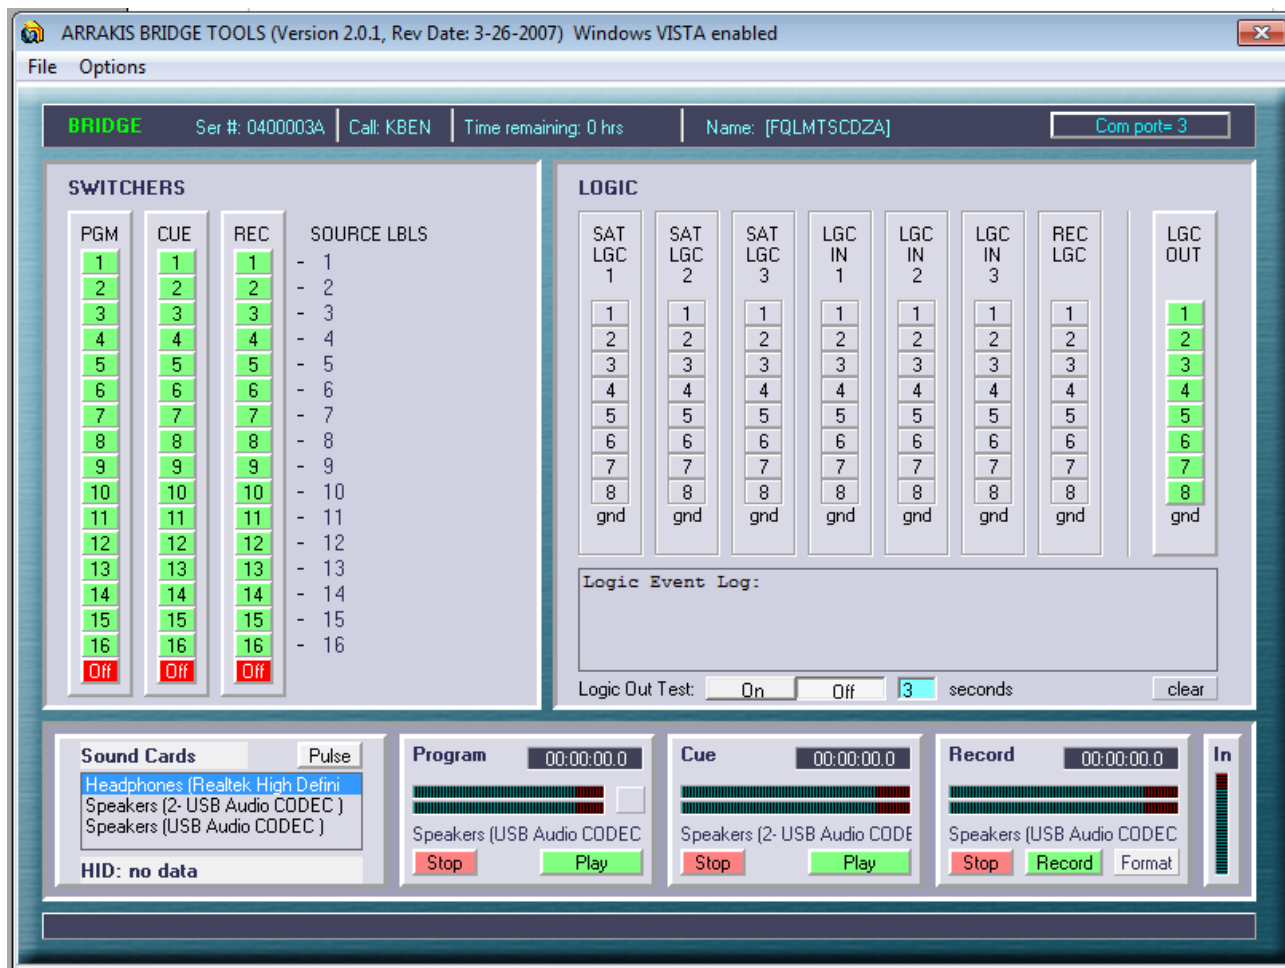 ARRAKIS BRIDGE TOOLS (Version 2.0.1, Rev Date: 3-26-2007) Windows VISTA enabled
File Options
BRIDGE Ser #: 0400003A Call: KBEN Time remaining: 0 hrs Name: [FQLMTSCDZA] Com port= 3
SWITCHERS
PGM CUE REC SOURCE LBLS
1 1 1 - 1
2 2 2 - 2
3 3 3 - 3
4 4 4 - 4
5 5 5 - 5
6 6 6 - 6
7 7 7 - 7
8 8 8 - 8
9 9 9 - 9
10 10 10 - 10
11 11 11 - 11
12 12 12 - 12
13 13 13 - 13
14 14 14 - 14
15 15 15 - 15
16 16 16 - 16
Off Off Off
LOGIC
SAT SAT SAT LGC LGC LGC REC LGC
LGC LGC LGC IN IN IN LGC OUT
1 2 3 1 2 3
1 1 1 1 1 1 1 1
2 2 2 2 2 2 2 2
3 3 3 3 3 3 3 3
4 4 4 4 4 4 4 4
5 5 5 5 5 5 5 5
6 6 6 6 6 6 6 6
7 7 7 7 7 7 7 7
8 8 8 8 8 8 8 8
gnd gnd gnd gnd gnd gnd gnd gnd
Logic Event Log:
Logic Out Test: On Off 3 seconds clear
Sound Cards Pulse
Headphones (Realtek High Defini
Speakers (2- USB Audio CODEC )
Speakers (USB Audio CODEC )
HID: no data
Program 00:00:00.0
Speakers (USB Audio CODEC
Stop Play
Cue 00:00:00.0
Speakers (2- USB Audio CODE
Stop Play
Record 00:00:00.0
Speakers (USB Audio CODEC
Stop Record Format
In